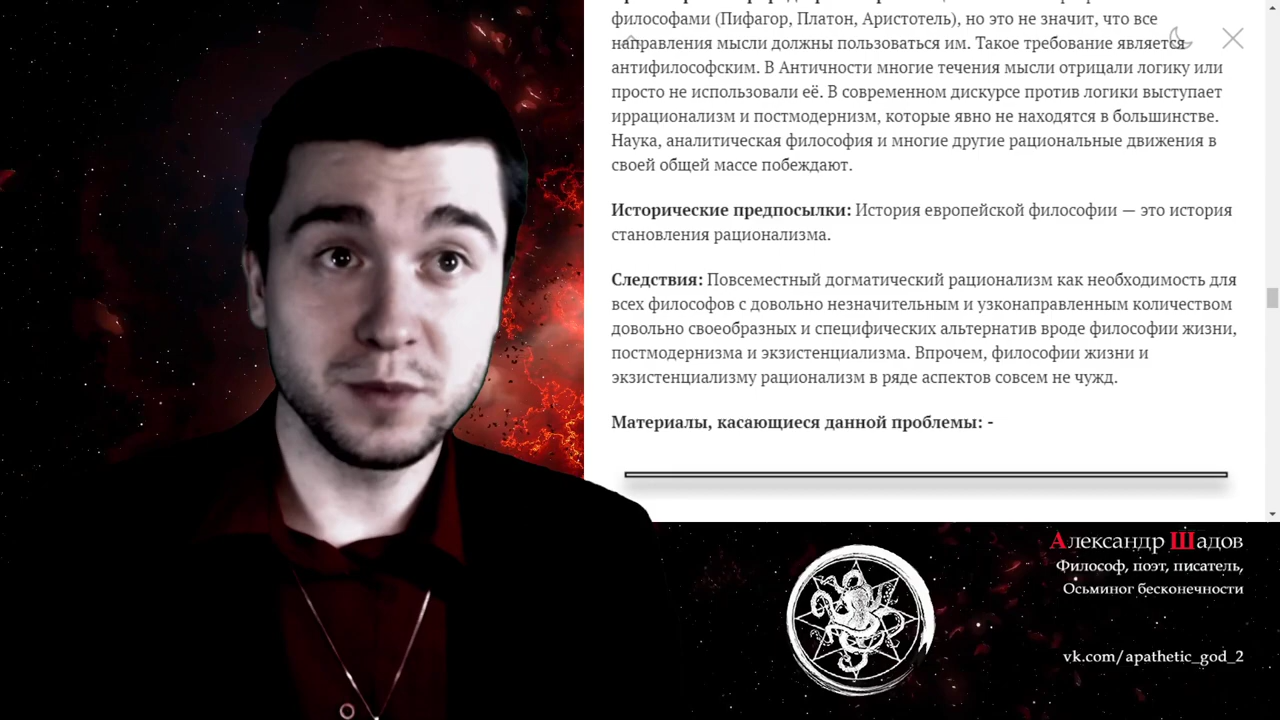 философами (Пифагор, Платон, Аристотель), но это не значит, что все
направления мысли должны пользоваться им. Такое требование является
антифилософским. В Античности многие течения мысли отрицали логику или
просто не использовали её. В современном дискурсе против логики выступает
иррационализм и постмодернизм, которые явно не находятся в большинстве.
Наука, аналитическая философия и многие другие рациональные движения в
своей общей массе побеждают.
Исторические предпосылки: История европейской философии — это история
становления рационализма.
Следствия: Повсеместный догматический рационализм как необходимость для
всех философов с довольно незначительным и узконаправленным количеством
довольно своеобразных и специфических альтернатив вроде философии жизни,
постмодернизма и экзистенциализма. Впрочем, философии жизни и
экзистенциализму рационализм в ряде аспектов совсем не чужд.
Материалы, касающиеся данной проблемы: -
Александр Шадов
Философ, поэт, писатель,
Осьминог бесконечности
vk.com/apathetic_god_2